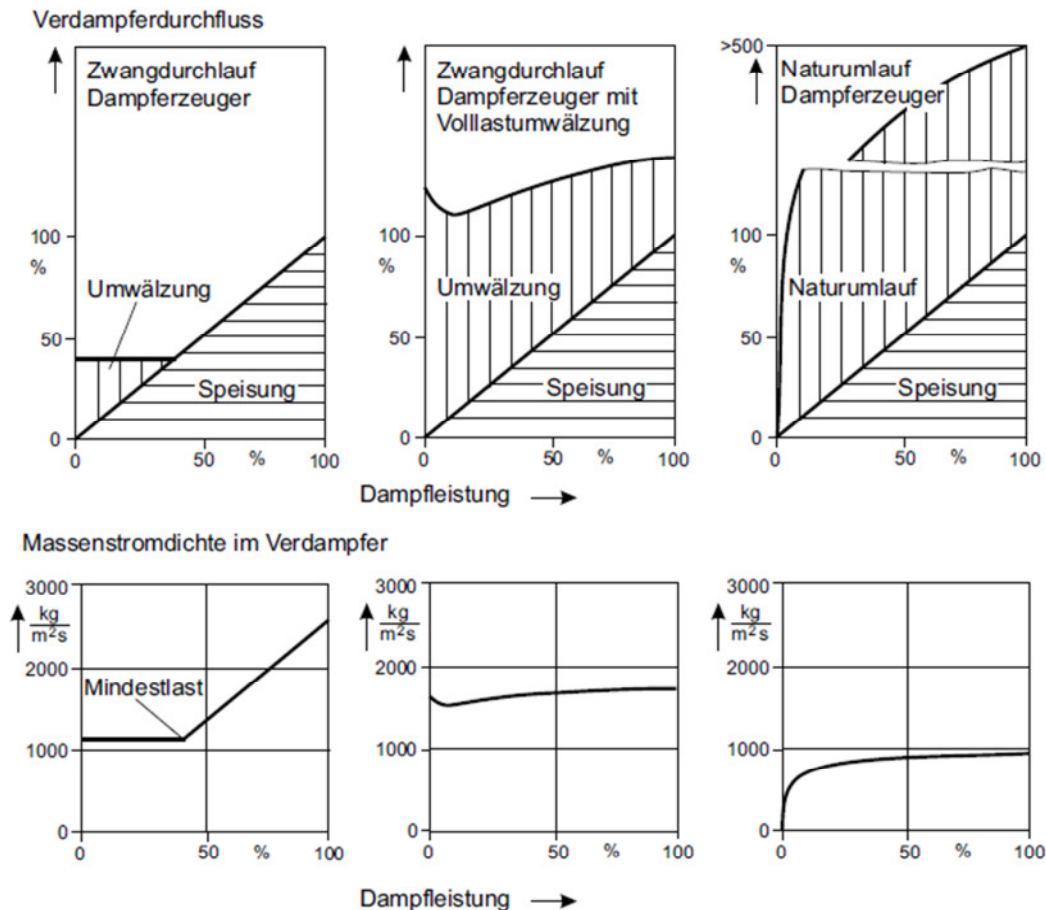 Verdampferdurchfluss
Zwangdurchlauf
Dampferzeuger
100
%
Umwälzung
50
Speisung
0
0
50
%
100
Zwangdurchlauf
Dampferzeuger mit
Volllastumwälzung
100
%
Umwälzung
50
Speisung
0
0
50
%
100
>500
Naturumlauf
Dampferzeuger
100
%
Naturumlauf
50
Speisung
0
0
50
%
100
Dampfleistung
Massenstromdichte im Verdampfer
3000
kg
m²s
2000
Mindestlast
1000
0
0
50
%
100
3000
kg
m²s
2000
1000
0
0
50
%
100
3000
kg
m²s
2000
1000
0
0
50
%
100
Dampfleistung